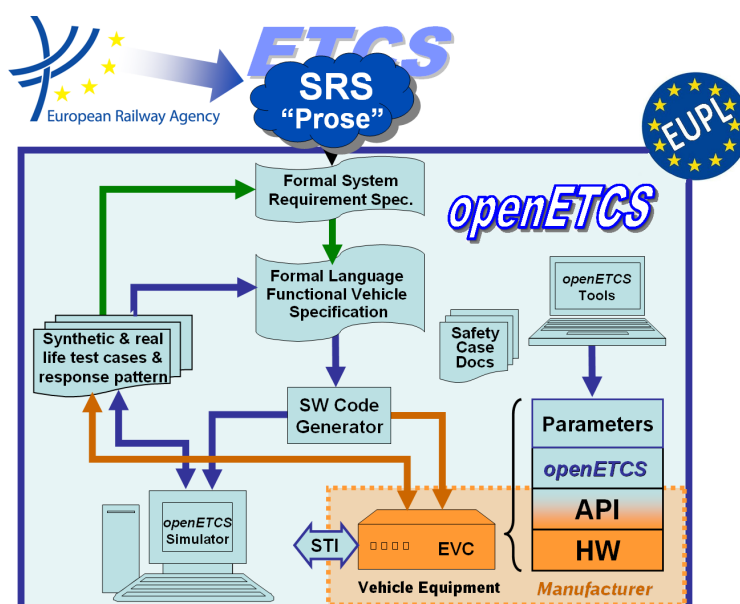 ETCS
SRS
“Prose”
European Railway Agency
EUPL
Formal System
Requirement Spec.
openETCS
Formal Language
Functional Vehicle
Specification
openETCS
Tools
Synthetic & real
life test cases &
response pattern
Safety
Case
Docs
SW Code
Generator
Parameters
openETCS
API
HW
openETCS
Simulator
STI
EVC
Vehicle Equipment
Manufacturer